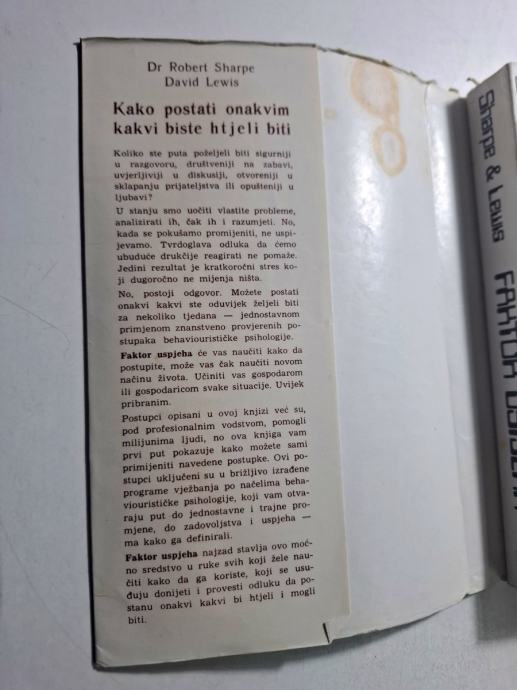 Dr Robert Sharpe
David Lewis
Kako postati onakvim
kakvi biste htjeli biti
Koliko ste puta poželjeli biti sigurniji
u razgovoru, društveniji na zabavi,
uvjerljiviji u diskusiji, otvoreniji u
sklapanju prijateljstva ili opušteniji u
ljubavi?
U stanju smo uočiti vlastite probleme,
analizirati ih, čak ih i razumjeti. No,
kada se pokušamo promijeniti, ne uspi-
jevamo. Tvrdoglava odluka da ćemo
ubuduće drukčije reagirati ne pomaže.
Jedini rezultat je kratkoročni stres ko-
ji dugoročno ne mijenja ništa.
No, postoji odgovor. Možete postati
onakvi kakvi ste oduvijek željeli biti
za nekoliko tjedana — jednostavnom
primjenom znanstveno provjerenih po-
stupaka behaviourističke psihologije.
Faktor uspjeha će vas naučiti kako da
postupite, može vas čak naučiti novom
načinu života. Učiniti vas gospodarom
ili gospodaricom svake situacije. Uvijek
pribranim.
Postupci opisani u ovoj knjizi već su,
pod profesionalnim vodstvom, pomogli
milijunima ljudi, no ova knjiga vam
prvi put pokazuje kako možete sami
primijeniti navedene postupke. Ovi po-
stupci uključeni su u brižljivo izrađene
programe vježbanja po načelima beha-
viourističke psihologije, koji vam otva-
raju put do jednostavne i trajne pro-
mjene, do zadovoljstva i uspjeha —
ma kako ga definirali.
Faktor uspjeha najzad stavlja ovo moć-
no sredstvo u ruke svih koji žele nau-
čiti kako da ga koriste, koji se usu-
đuju donijeti i provesti odluku da po-
stanu onakvi kakvi bi htjeli i mogli
biti.
Sharpe & Lewis FAKTOR